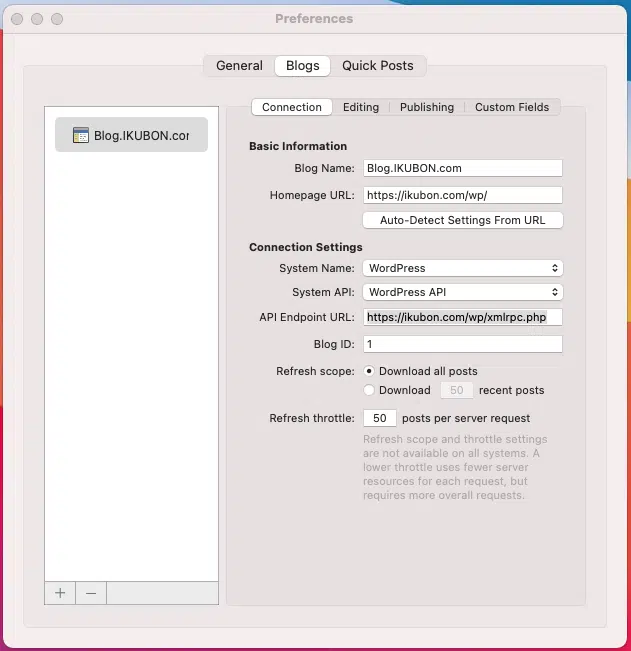 Preferences
General Blogs Quick Posts
Blog.IKUBON.cor
Connection Editing Publishing Custom Fields
Basic Information
Blog Name: Blog.IKUBON.com
Homepage URL: https://ikubon.com/wp/
Auto-Detect Settings From URL
Connection Settings
System Name: WordPress
System API: WordPress API
API Endpoint URL: https://ikubon.com/wp/xmlrpc.php
Blog ID: 1
Refresh scope: Download all posts
Download 50 recent posts
Refresh throttle: 50 posts per server request
Refresh scope and throttle settings
are not available on all systems. A
lower throttle uses fewer server
resources for each request, but
requires more overall requests.